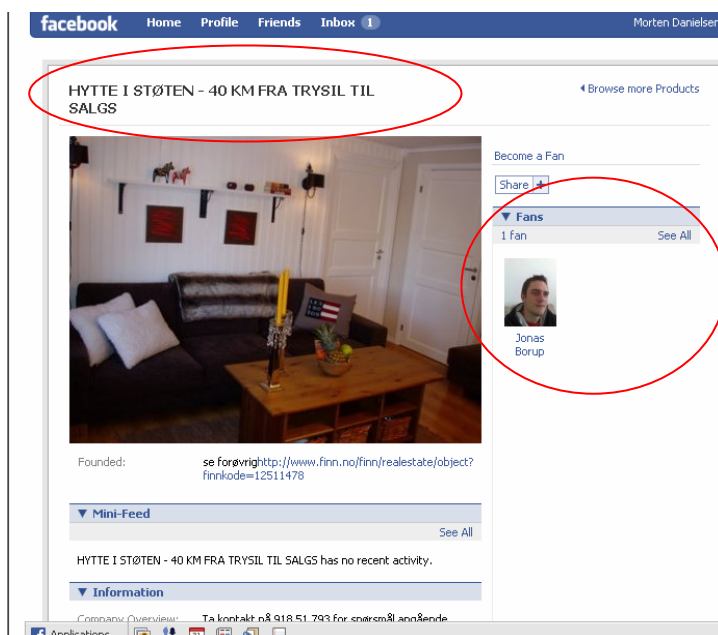 facebook Home Profile Friends Inbox 1 Morten Danielsen
HYTTE I STØTEN - 40 KM FRA TRYSIL TIL
SALGS
Browse more Products
Become a Fan
Share +
Fans
1 fan See All
Jonas
Borup
Founded: se forøvrighttp://www.finn.no/finn/realestate/object?
finnkode=12511478
Mini-Feed
See All
HYTTE I STØTEN - 40 KM FRA TRYSIL TIL SALGS has no recent activity.
Information
Company Overview: Ta kontakt på 918 51 793 for spørsmål angående
Applications